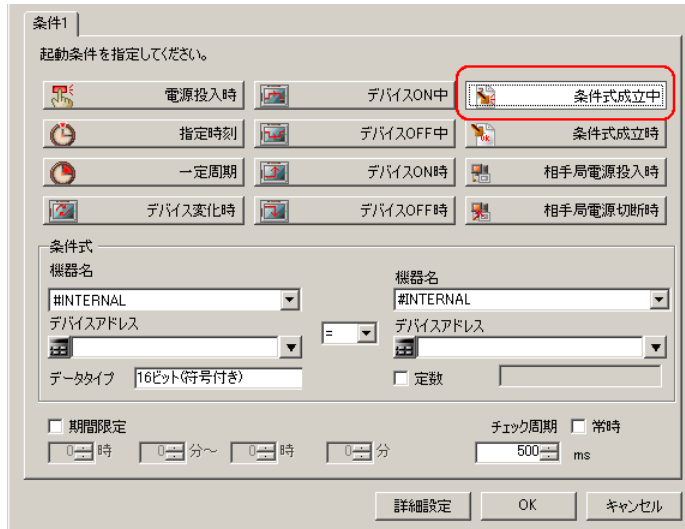 条件1
起動条件を指定してください。
電源投入時 デバイスON中 条件式成立中
指定時刻 デバイスOFF中 条件式成立時
一定周期 デバイスON時 相手局電源投入時
デバイス変化時 デバイスOFF時 相手局電源切断時
条件式
機器名 機器名
#INTERNAL #INTERNAL
デバイスアドレス = デバイスアドレス
データタイプ 16ビット(符号付き) 定数
期間限定 チェック周期 常時
0 時 0 分～ 0 時 0 分 500 ms
詳細設定 OK キャンセル